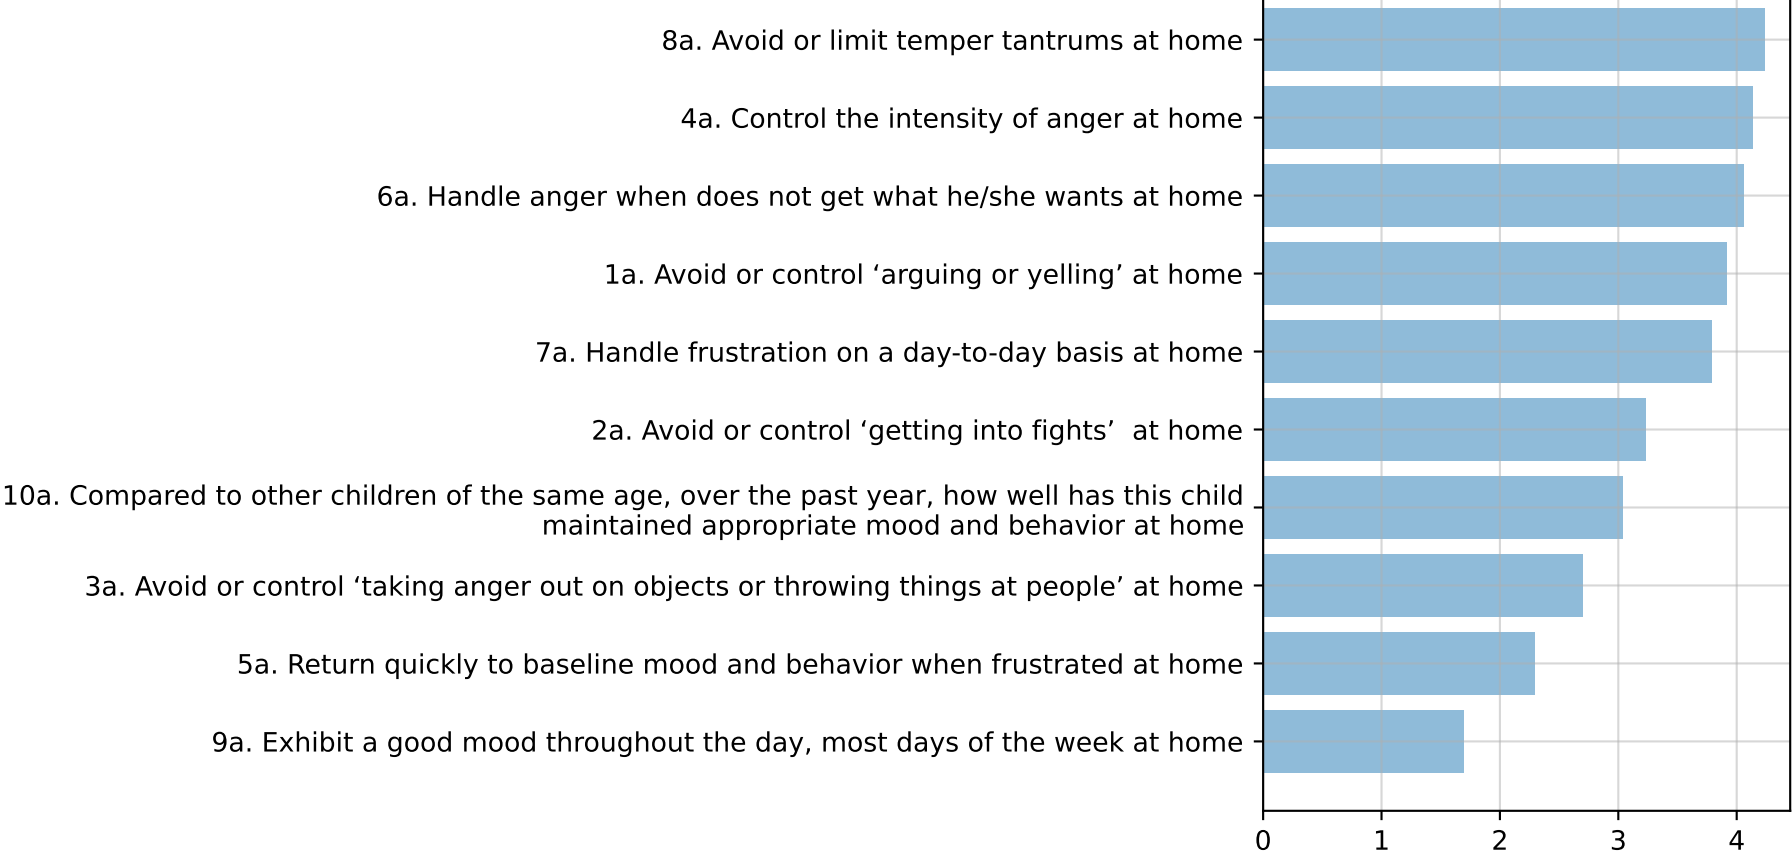 8a. Avoid or limit temper tantrums at home
4a. Control the intensity of anger at home
6a. Handle anger when does not get what he/she wants at home
1a. Avoid or control ‘arguing or yelling’ at home
7a. Handle frustration on a day-to-day basis at home
2a. Avoid or control ‘getting into fights’  at home
10a. Compared to other children of the same age, over the past year, how well has this child
maintained appropriate mood and behavior at home
3a. Avoid or control ‘taking anger out on objects or throwing things at people’ at home
5a. Return quickly to baseline mood and behavior when frustrated at home
9a. Exhibit a good mood throughout the day, most days of the week at home
0 1 2 3 4